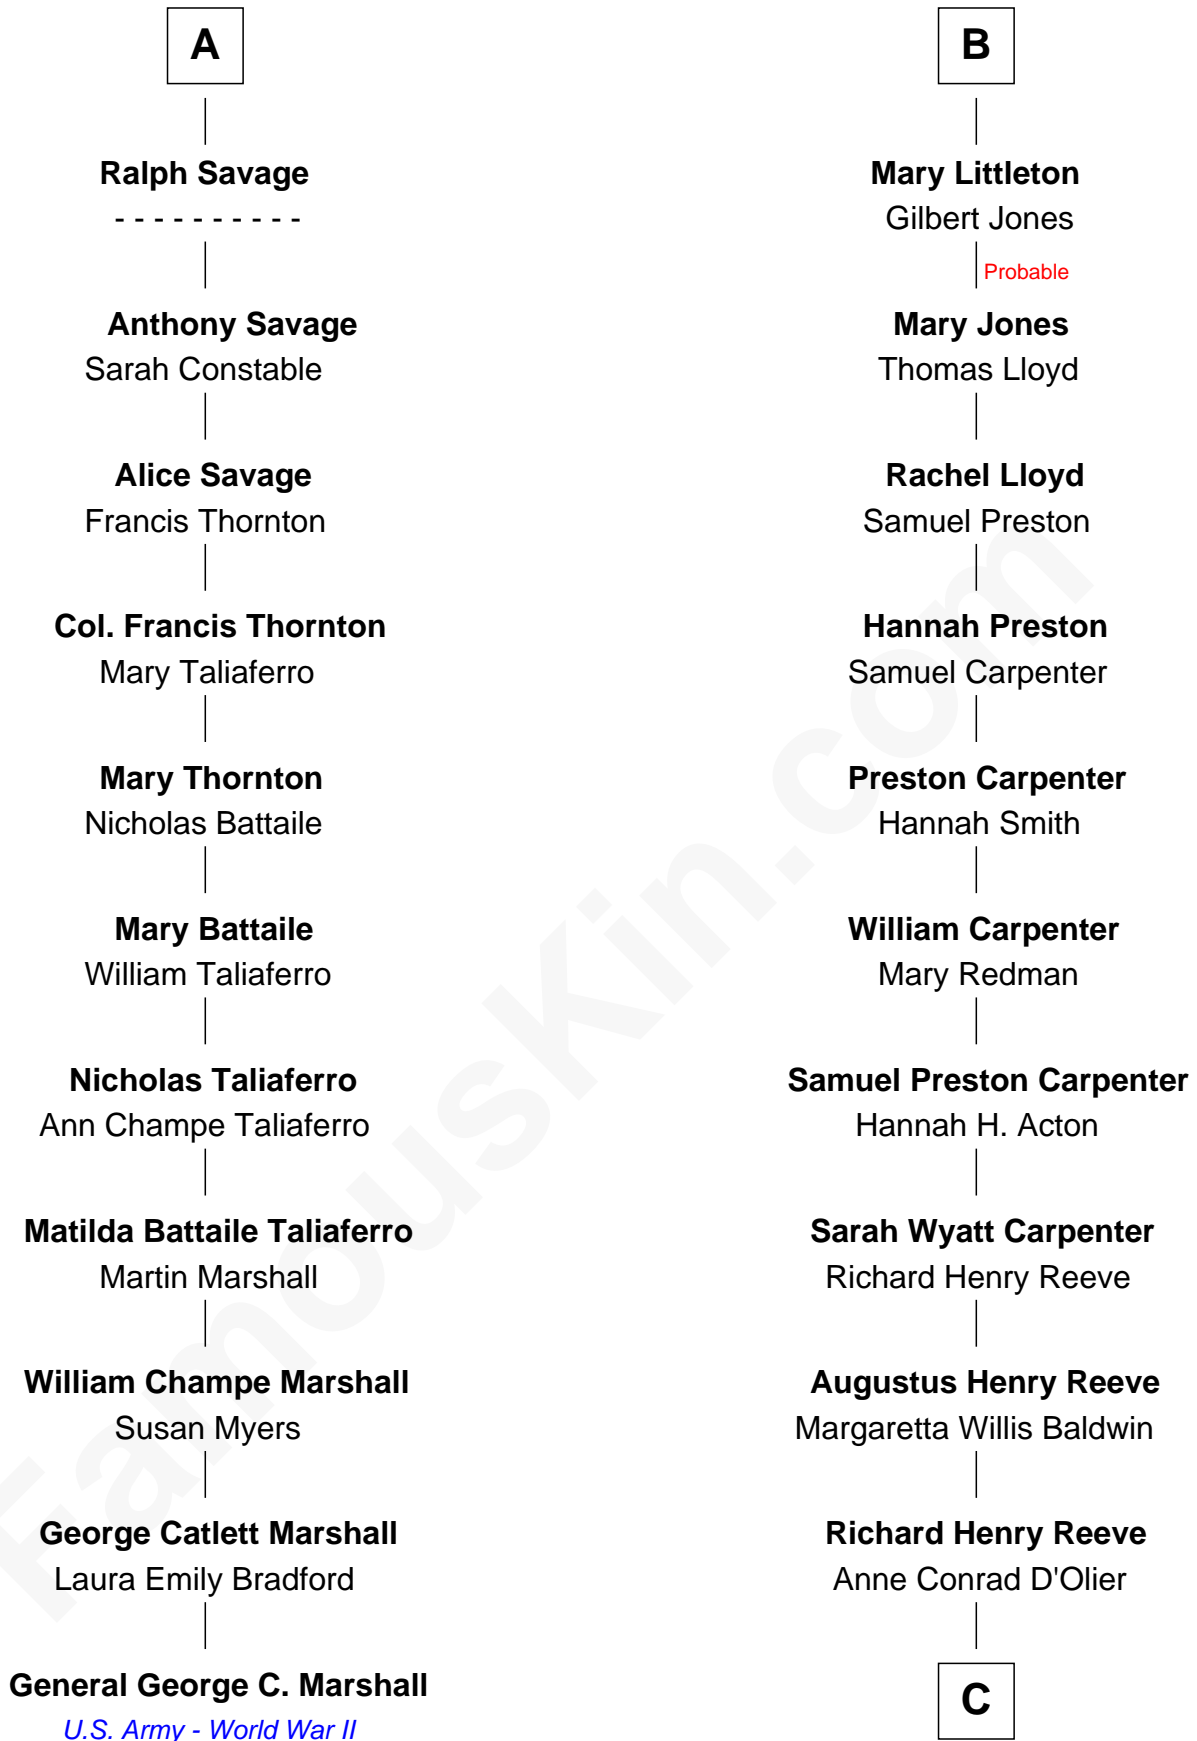 A
Ralph Savage
- - - - - - - - - -
Anthony Savage
Sarah Constable
Alice Savage
Francis Thornton
Col. Francis Thornton
Mary Taliaferro
Mary Thornton
Nicholas Battaile
Mary Battaile
William Taliaferro
Nicholas Taliaferro
Ann Champe Taliaferro
Matilda Battaile Taliaferro
Martin Marshall
William Champe Marshall
Susan Myers
George Catlett Marshall
Laura Emily Bradford
General George C. Marshall
U.S. Army - World War II
B
Mary Littleton
Gilbert Jones
Probable
Mary Jones
Thomas Lloyd
Rachel Lloyd
Samuel Preston
Hannah Preston
Samuel Carpenter
Preston Carpenter
Hannah Smith
William Carpenter
Mary Redman
Samuel Preston Carpenter
Hannah H. Acton
Sarah Wyatt Carpenter
Richard Henry Reeve
Augustus Henry Reeve
Margaretta Willis Baldwin
Richard Henry Reeve
Anne Conrad D'Olier
C
FamousKin.com